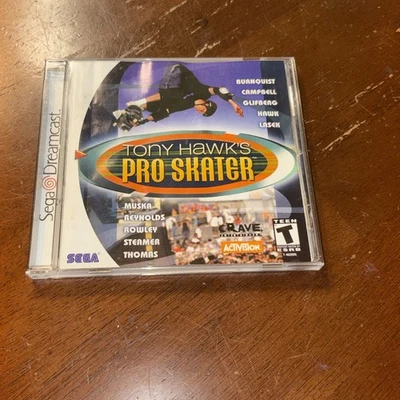 Sega Dreamcast
BURNQUIST
CAMPBELL
GLIFBERG
HAWK
LASEK
TONY HAWK'S
PRO SKATER
MUSKA
REYNOLDS
ROWLEY
STEAMER
THOMAS
SEGA
CRAVE
ENTERTAINMENT
ACTIVISION
TEEN
T
ESRB